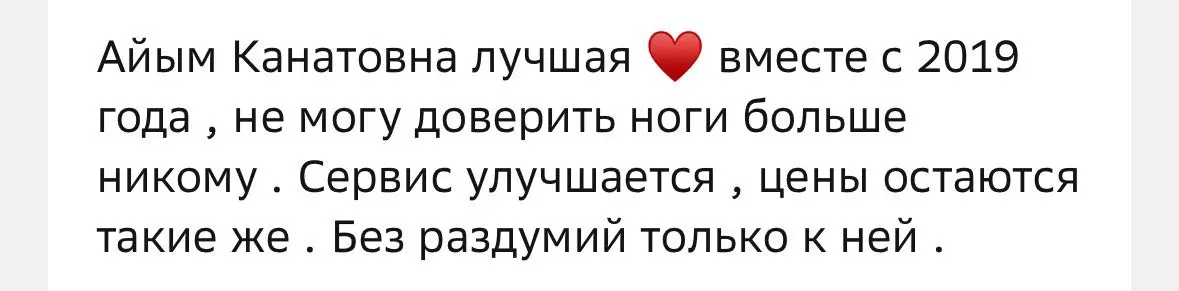 Айым Канатовна лучшая ♥️ вместе с 2019
года , не могу доверить ноги больше
никому . Сервис улучшается , цены остаются
такие же . Без раздумий только к ней .